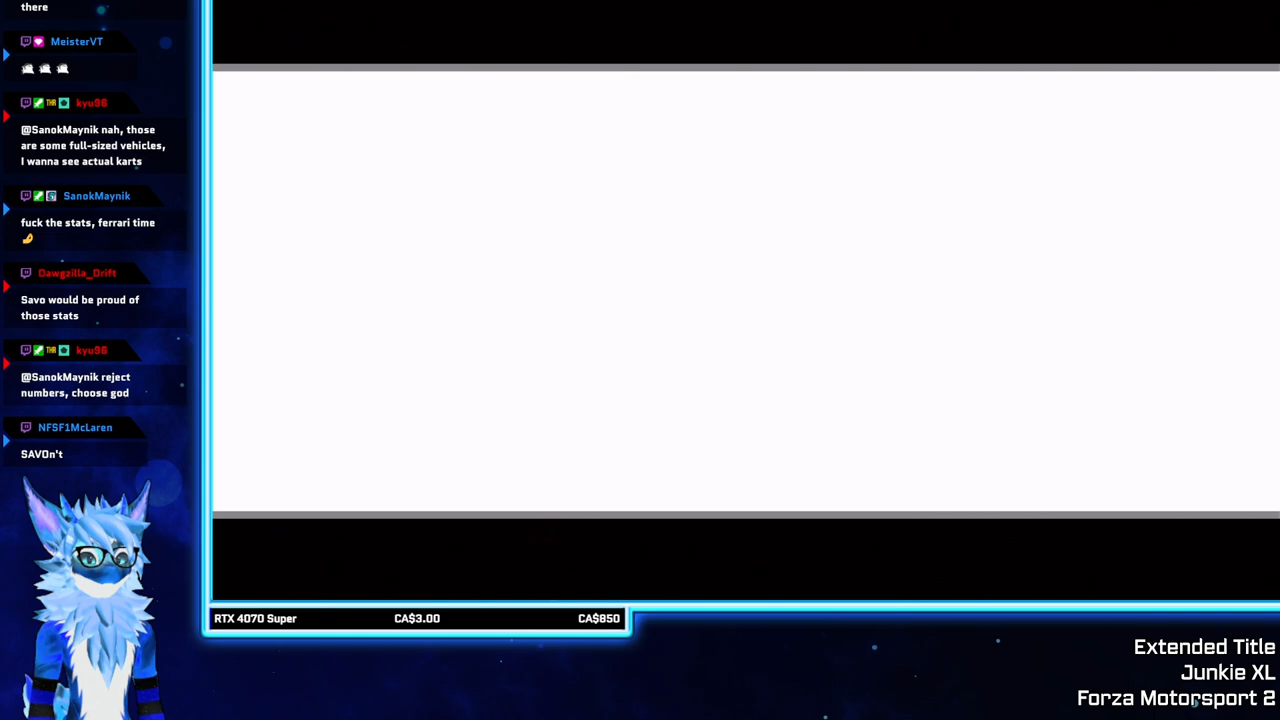 there
MeisterVT
THR kyu96
@SanokMaynik nah, those
are some full-sized vehicles,
I wanna see actual karts
SanokMaynik
fuck the stats, ferrari time
Dawgzilla_Drift
Savo would be proud of
those stats
THR kyu96
@SanokMaynik reject
numbers, choose god
NFSF1McLaren
SAVOn't
RTX 4070 Super CA$3.00 CA$850
Extended Title
Junkie XL
Forza Motorsport 2